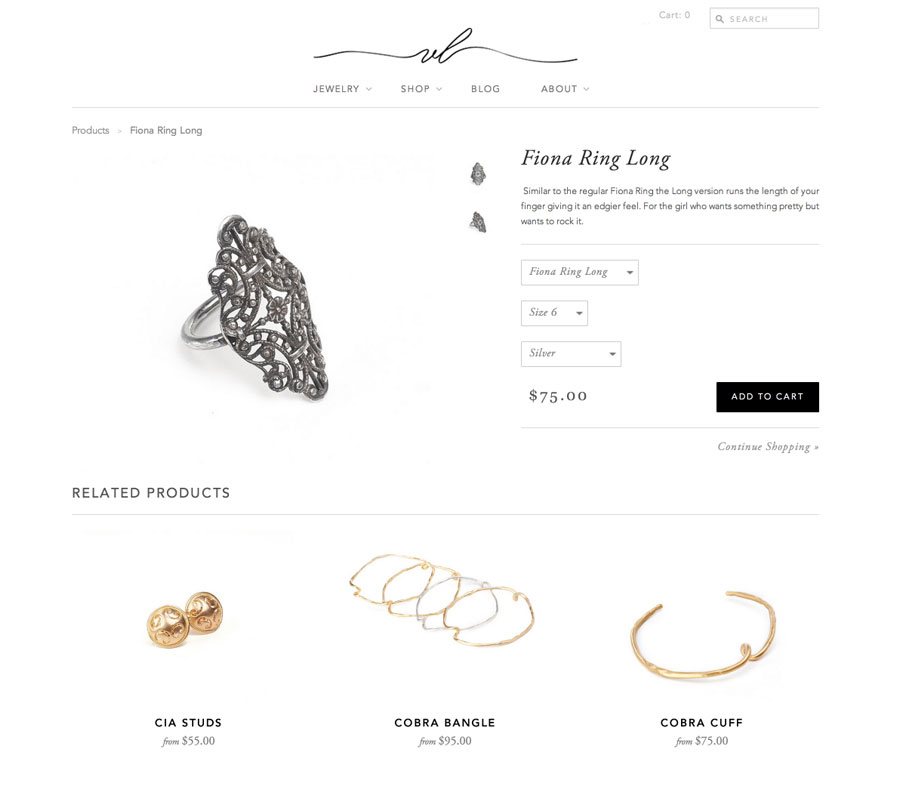 Cart: 0
SEARCH
JEWELRY
SHOP
BLOG
ABOUT
Products > Fiona Ring Long
Fiona Ring Long
Similar to the regular Fiona Ring the Long version runs the length of your
finger giving it an edgier feel. For the girl who wants something pretty but
wants to rock it.
Fiona Ring Long
Size 6
Silver
$75.00
ADD TO CART
Continue Shopping »
RELATED PRODUCTS
CIA STUDS
from $55.00
COBRA BANGLE
from $95.00
COBRA CUFF
from $75.00